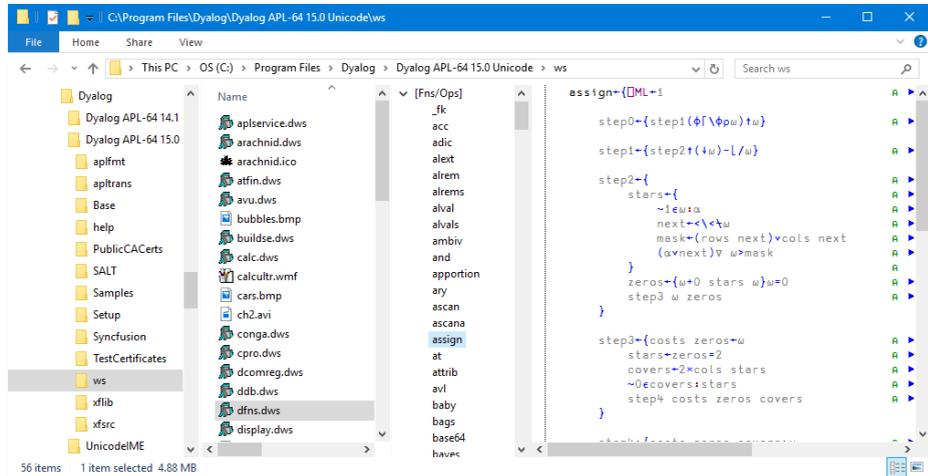 C:\Program Files\Dyalog\Dyalog APL-64 15.0 Unicode\ws
File Home Share View
This PC > OS (C:) > Program Files > Dyalog > Dyalog APL-64 15.0 Unicode > ws
Search ws
Dyalog
Dyalog APL-64 14.1
Dyalog APL-64 15.0
aplfmt
apltrans
Base
help
PublicCACerts
SALT
Samples
Setup
Syncfusion
TestCertificates
ws
xflib
xfsrc
UnicodeIME
Name
aplservice.dws
arachnid.dws
arachnid.ico
atfin.dws
avu.dws
bubbles.bmp
buildse.dws
calc.dws
calcultr.wmf
cars.bmp
ch2.avi
conga.dws
cpro.dws
dcomreg.dws
ddb.dws
dfns.dws
display.dws
[Fns/Ops]
_fk
acc
adic
alext
alrem
alrems
alval
alvals
ambiv
and
apportion
ary
ascan
ascana
assign
at
attrib
avl
baby
bags
base64
bayes
assign←{⎕ML←1 ⍝
step0←{step1(⌽⌈\⌽⍴⍵)↑⍵} ⍝
step1←{step2↑(↓⍵)-⌊/⍵} ⍝
step2←{ ⍝
stars←{ ⍝
~1∊⍵:⍺ ⍝
next←<\<⍀⍵ ⍝
mask←(rows next)∨cols next ⍝
(⍺∨next)∇ ⍵>mask ⍝
} ⍝
zeros←{⍵+0 stars ⍵}⍵=0 ⍝
step3 ⍵ zeros ⍝
}
step3←{costs zeros←⍵ ⍝
stars←zeros=2 ⍝
covers←2×cols stars ⍝
~0∊covers:stars ⍝
step4 costs zeros covers ⍝
}
56 items 1 item selected 4.88 MB